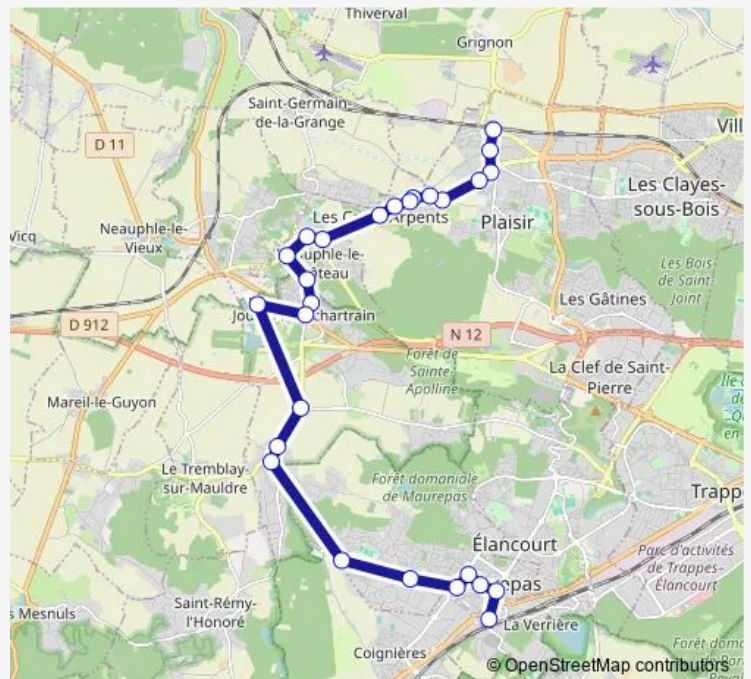 Thiverval
Grignon
Saint-Germain-
de-la-Grange
D 11
Les Clayes-
sous-Bois
Plaisir
Neauphle-le-
Vieux
Les Bois
de Saint-
Joint
Les Gâtines
D 912
N 12
Forêt de
Sainte-
Apolline
La Clef de Saint-
Pierre
Mareil-le-Guyon
Le Tremblay-
sur-Mauldre
Forêt domaniale
de Maurepas
Élancourt
Parc d'activités
de Trappes-
Élancourt
Saint-Rémy-
l'Honoré
La Verrière
Coignières
© OpenStreetMap contributors